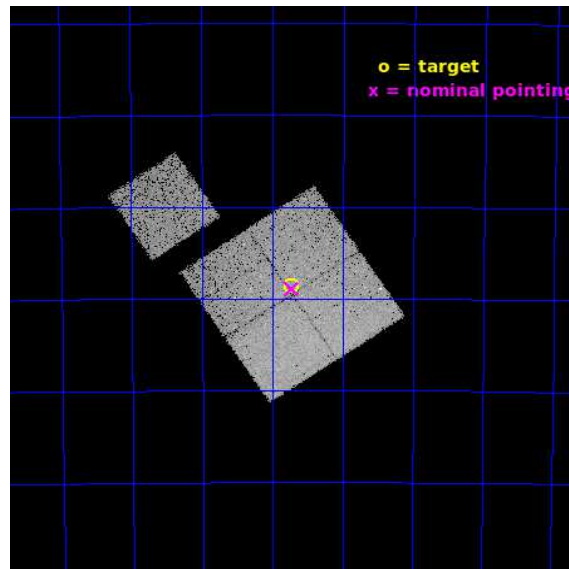 o = target
x = nominal pointing